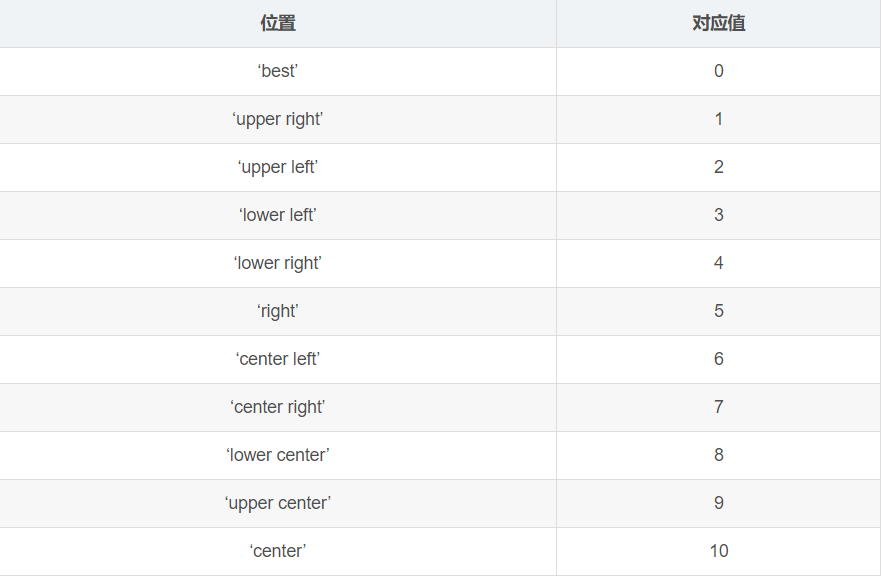 位置 对应值
‘best’ 0
‘upper right’ 1
‘upper left’ 2
‘lower left’ 3
‘lower right’ 4
‘right’ 5
‘center left’ 6
‘center right’ 7
‘lower center’ 8
‘upper center’ 9
‘center’ 10